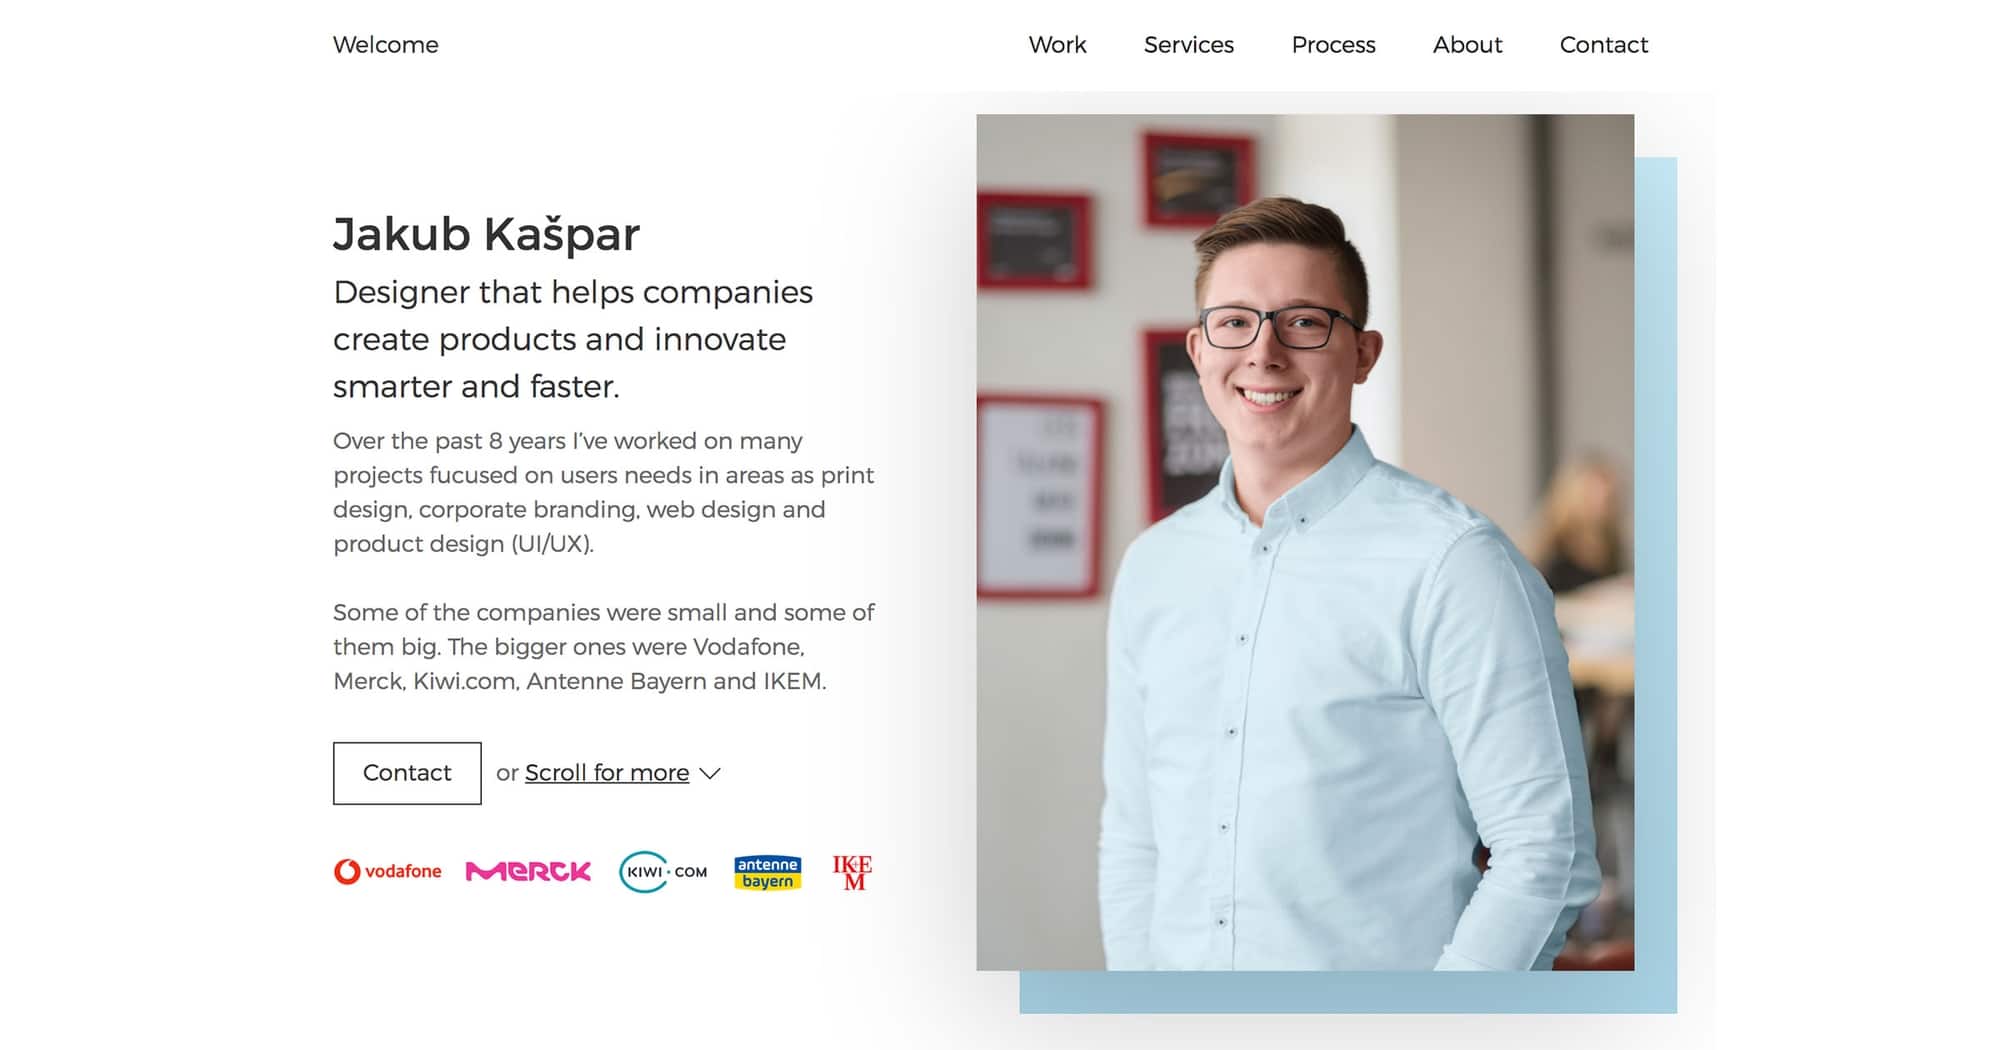 Welcome
Work Services Process About Contact
Jakub Kašpar
Designer that helps companies
create products and innovate
smarter and faster.
Over the past 8 years I’ve worked on many
projects fucused on users needs in areas as print
design, corporate branding, web design and
product design (UI/UX).
Some of the companies were small and some of
them big. The bigger ones were Vodafone,
Merck, Kiwi.com, Antenne Bayern and IKEM.
Contact or Scroll for more
vodafone MERCK KIWI·COM antenne bayern IKEM